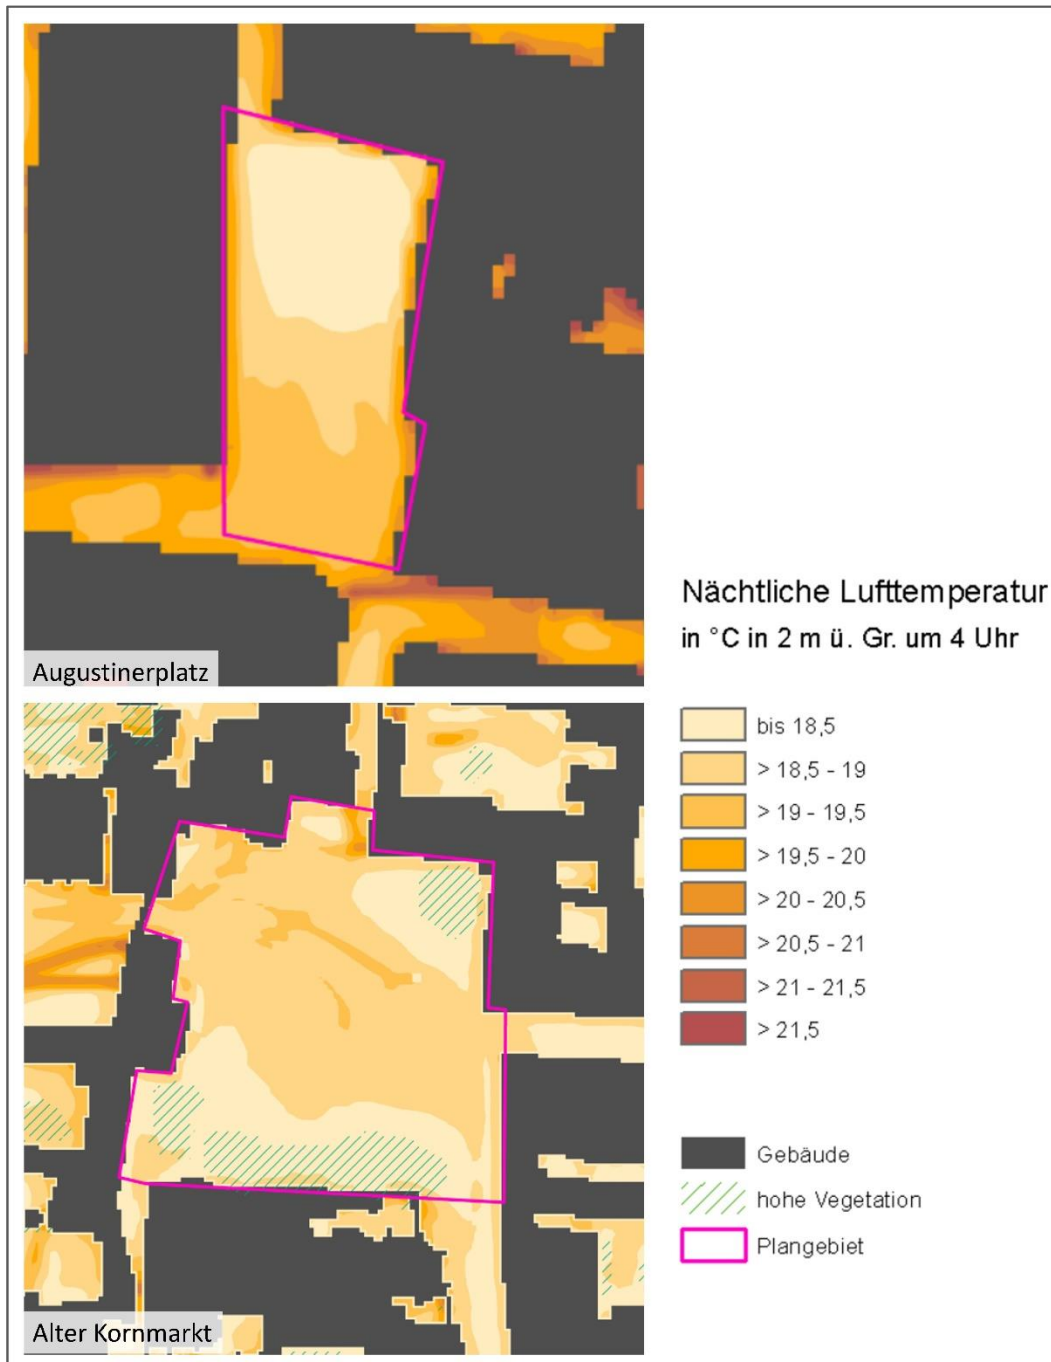 Augustinerplatz
Alter Kornmarkt
Nächtliche Lufttemperatur
in °C in 2 m ü. Gr. um 4 Uhr
bis 18,5
> 18,5 - 19
> 19 - 19,5
> 19,5 - 20
> 20 - 20,5
> 20,5 - 21
> 21 - 21,5
> 21,5
Gebäude
hohe Vegetation
Plangebiet